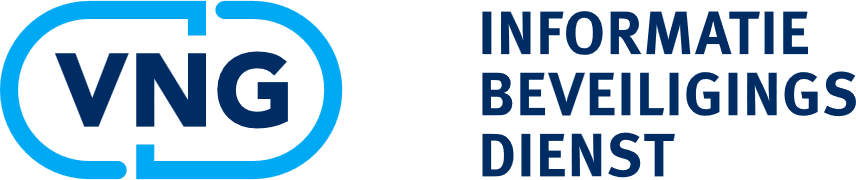 VNG
INFORMATIE
BEVEILIGINGS
DIENST